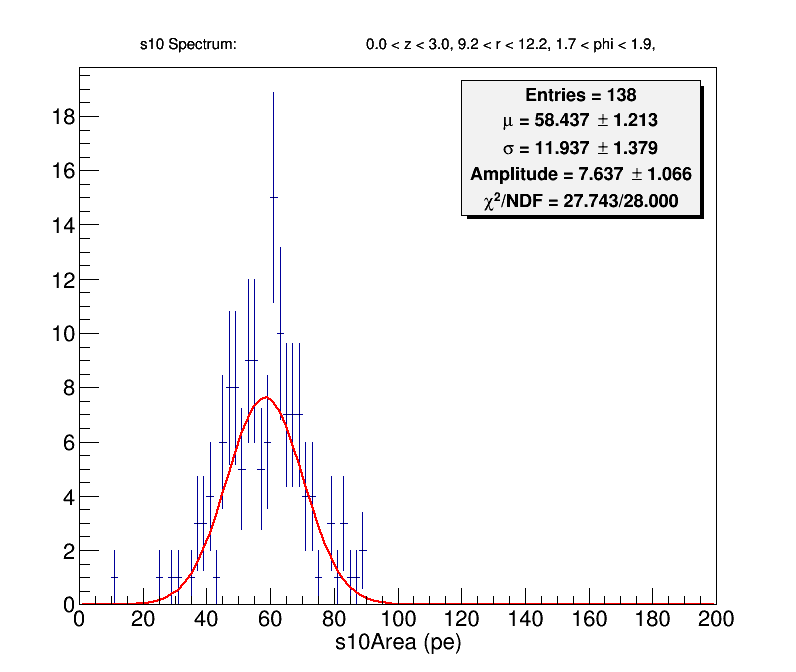 s10 Spectrum: 0.0 < z < 3.0, 9.2 < r < 12.2, 1.7 < phi < 1.9,
Entries = 138
μ = 58.437 ± 1.213
σ = 11.937 ± 1.379
Amplitude = 7.637 ± 1.066
χ²/NDF = 27.743/28.000
18
16
14
12
10
8
6
4
2
0
0 20 40 60 80 100 120 140 160 180 200
s10Area (pe)